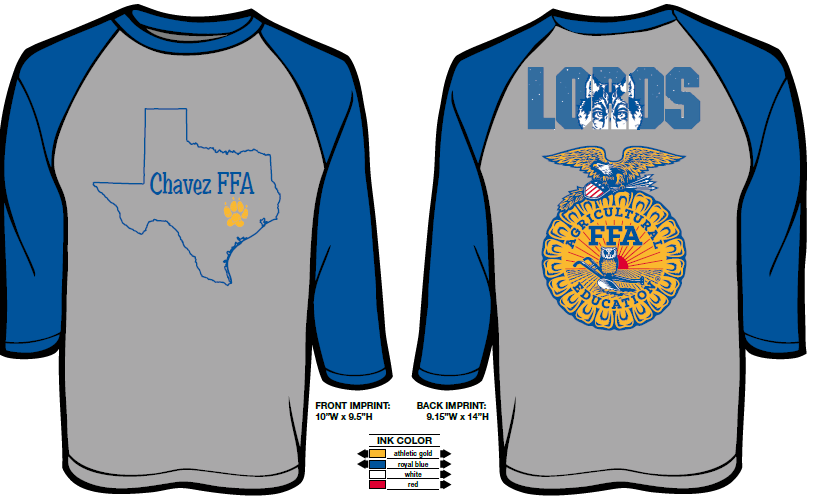 Chavez FFA
LOBOS
AGRICULTURAL
FFA
EDUCATION
FRONT IMPRINT:
10"W x 9.5"H
BACK IMPRINT:
9.15"W x 14"H
INK COLOR
athletic gold
royal blue
white
red